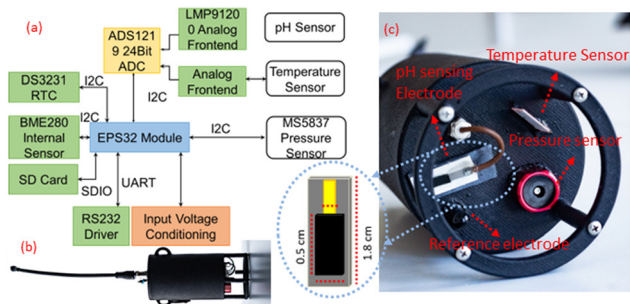 (a)
LMP9120
0 Analog
Frontend
pH Sensor
ADS121
9 24Bit
ADC
Analog
Frontend
Temperature
Sensor
DS3231
RTC
I2C
I2C
BME280
Internal
Sensor
I2C
EPS32 Module
I2C
MS5837
Pressure
Sensor
SD Card
SDIO
UART
RS232
Driver
Input Voltage
Conditioning
(b)
0.5 cm
1.8 cm
(c)
Temperature Sensor
pH sensing
Electrode
Pressure sensor
Reference electrode